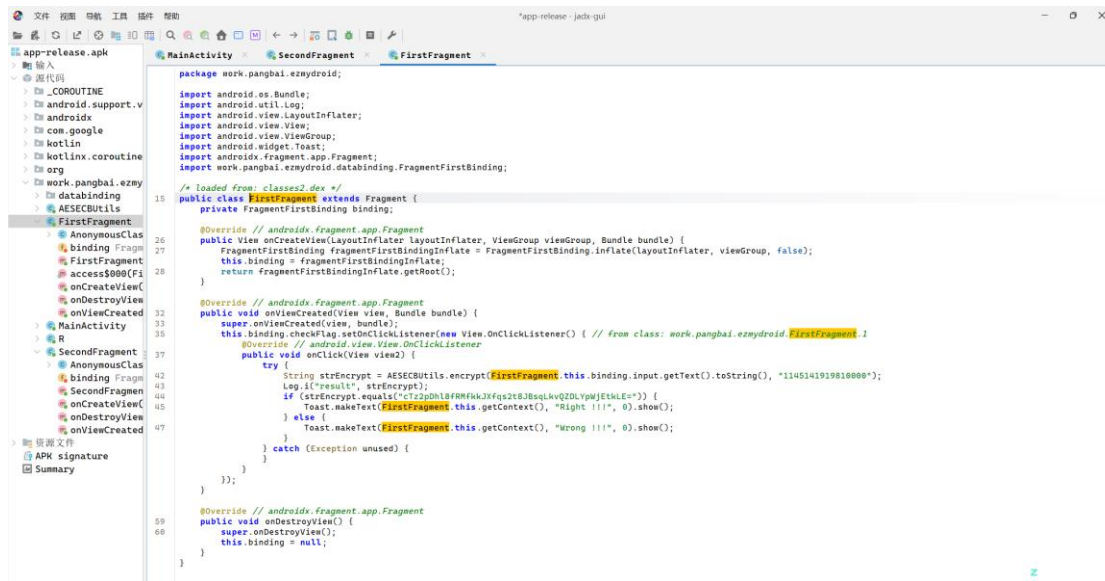 文件 视图 导航 工具 插件 帮助
*app-release - jadx-gui
app-release.apk
输入
源代码
_COROUTINE
android.support.v
androidx
com.google
kotlin
kotlinx.coroutine
org
work.pangbai.ezmy
databinding
AESECBUtils
FirstFragment
AnonymousClas
binding Fragm
FirstFragment
access$000(Fi
onCreateView(
onDestroyView
onViewCreated
MainActivity
R
SecondFragment
AnonymousClas
binding Fragm
SecondFragmen
onCreateView(
onDestroyView
onViewCreated
资源文件
APK signature
Summary
MainActivity × SecondFragment × FirstFragment ×
package work.pangbai.ezmydroid;
import android.os.Bundle;
import android.util.Log;
import android.view.LayoutInflater;
import android.view.View;
import android.view.ViewGroup;
import android.widget.Toast;
import androidx.fragment.app.Fragment;
import work.pangbai.ezmydroid.databinding.FragmentFirstBinding;
/* loaded from: classes2.dex */
15 public class FirstFragment extends Fragment {
private FragmentFirstBinding binding;
@Override // androidx.fragment.app.Fragment
26 public View onCreateView(LayoutInflater layoutInflater, ViewGroup viewGroup, Bundle bundle) {
27 FragmentFirstBinding fragmentFirstBindingInflate = FragmentFirstBinding.inflate(layoutInflater, viewGroup, false);
this.binding = fragmentFirstBindingInflate;
28 return fragmentFirstBindingInflate.getRoot();
}
@Override // androidx.fragment.app.Fragment
32 public void onViewCreated(View view, Bundle bundle) {
33 super.onViewCreated(view, bundle);
35 this.binding.checkFlag.setOnClickListener(new View.OnClickListener() { // from class: work.pangbai.ezmydroid.FirstFragment.1
@Override // android.view.View.OnClickListener
37 public void onClick(View view2) {
try {
42 String strEncrypt = AESECBUtils.encrypt(FirstFragment.this.binding.input.getText().toString(), "1145141919810000");
43 Log.i("result", strEncrypt);
44 if (strEncrypt.equals("cTz2pDhl8fRMfkkJXfqs2t8JBsqLkvQZDLYpWjEtkLE=")) {
45 Toast.makeText(FirstFragment.this.getContext(), "Right !!!", 0).show();
} else {
47 Toast.makeText(FirstFragment.this.getContext(), "Wrong !!!", 0).show();
}
} catch (Exception unused) {
}
}
});
}
@Override // androidx.fragment.app.Fragment
59 public void onDestroyView() {
60 super.onDestroyView();
this.binding = null;
}
}
Z